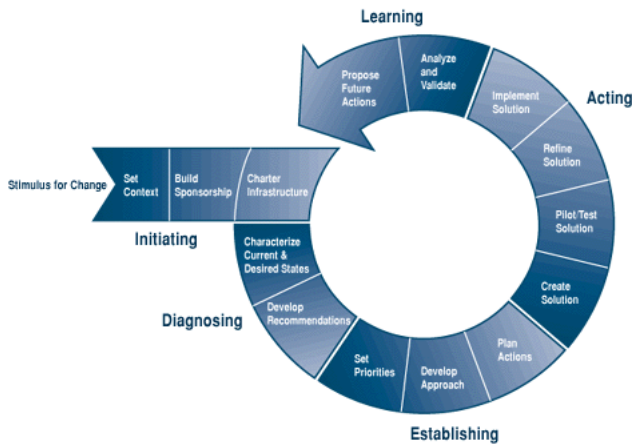 Learning
Analyze
and
Validate
Propose
Future
Actions
Implement
Solution
Acting
Refine
Solution
Stimulus for Change
Set
Context
Build
Sponsorship
Charter
Infrastructure
Pilot/Test
Solution
Initiating
Characterize
Current &
Desired States
Create
Solution
Diagnosing
Develop
Recommendations
Set
Priorities
Develop
Approach
Plan
Actions
Establishing